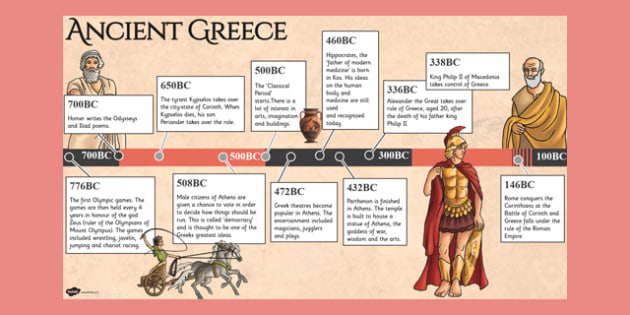 ANCIENT GREECE
460BC
Hippocrates, the
'father of modern
medicine' is born
in Kos. His ideas
on the human
body and
medicine are still
used
and recognised
today.
338BC
King Philip II of Macedonia
takes control of Greece.
500BC
The 'Classical
Period'
starts.There is a
lot of interest in
arts, imagination
and buildings.
650BC
The tyrant Kypselos takes over
the city-state of Corinth. When
Kypselos dies, his son
Periander takes over the role.
336BC
Alexander the Great takes over
rule of Greece, aged 20, after
the death of his father king
Philip II.
700BC
Homer writes the Odysseys
and Iliad poems.
700BC
500BC
300BC
100BC
776BC
The first Olympic games. The
games are then held every 4
years in honour of the god
Zeus (ruler of the Olympians of
Mount Olympus). The games
included wrestling, javelin,
jumping and chariot racing.
508BC
Male citizens of Athens are
given a chance to vote in order to
decide how things should be
run. This is called 'democracy'
and is thought to be one of the
Greeks greatest ideas.
472BC
Greek theatres become
popular in Athens. The
entertainment included
magicians, jugglers
and plays.
432BC
Parthenon is finished
in Athens. The temple
is built to house a
statue of Athena, the
goddess of war,
wisdom and the arts.
146BC
Rome conquers the
Corinthians at the
Battle of Corinth and
Greece falls under
the rule of the Roman
Empire.